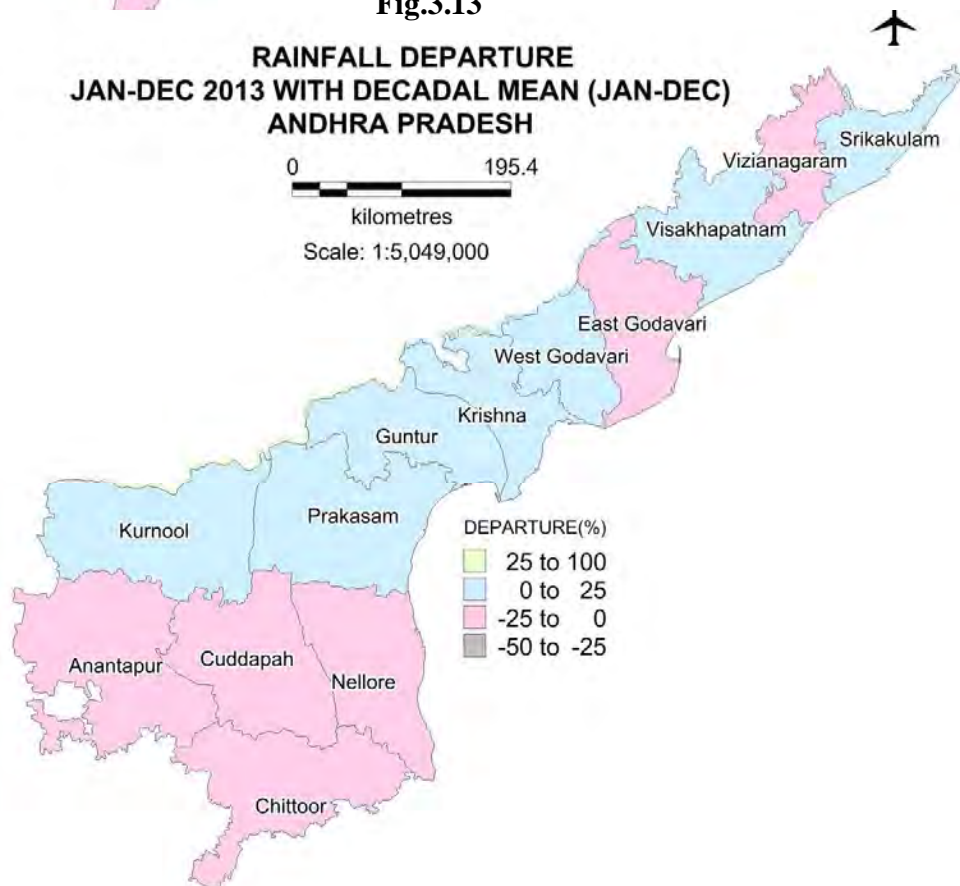 Fig.3.13
RAINFALL DEPARTURE
JAN-DEC 2013 WITH DECADAL MEAN (JAN-DEC)
ANDHRA PRADESH
0 195.4
kilometres
Scale: 1:5,049,000
Srikakulam
Vizianagaram
Visakhapatnam
East Godavari
West Godavari
Krishna
Guntur
Prakasam
Kurnool
DEPARTURE(%)
25 to 100
0 to 25
-25 to 0
-50 to -25
Cuddapah
Anantapur
Nellore
Chittoor